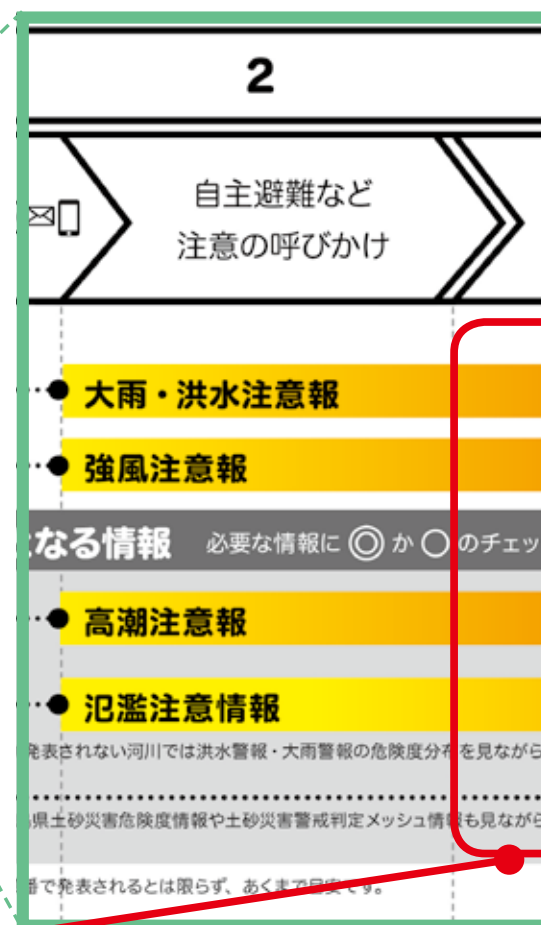 2
自主避難など
注意の呼びかけ
大雨・洪水注意報
強風注意報
なる情報 必要な情報に ◎ か ○ のチェッ
高潮注意報
氾濫注意情報
発表されない河川では洪水警報・大雨警報の危険度分布を見ながら
県土砂災害危険度情報や土砂災害警戒判定メッシュ情報も見ながら
番で発表されるとは限らず、あくまで目安です。